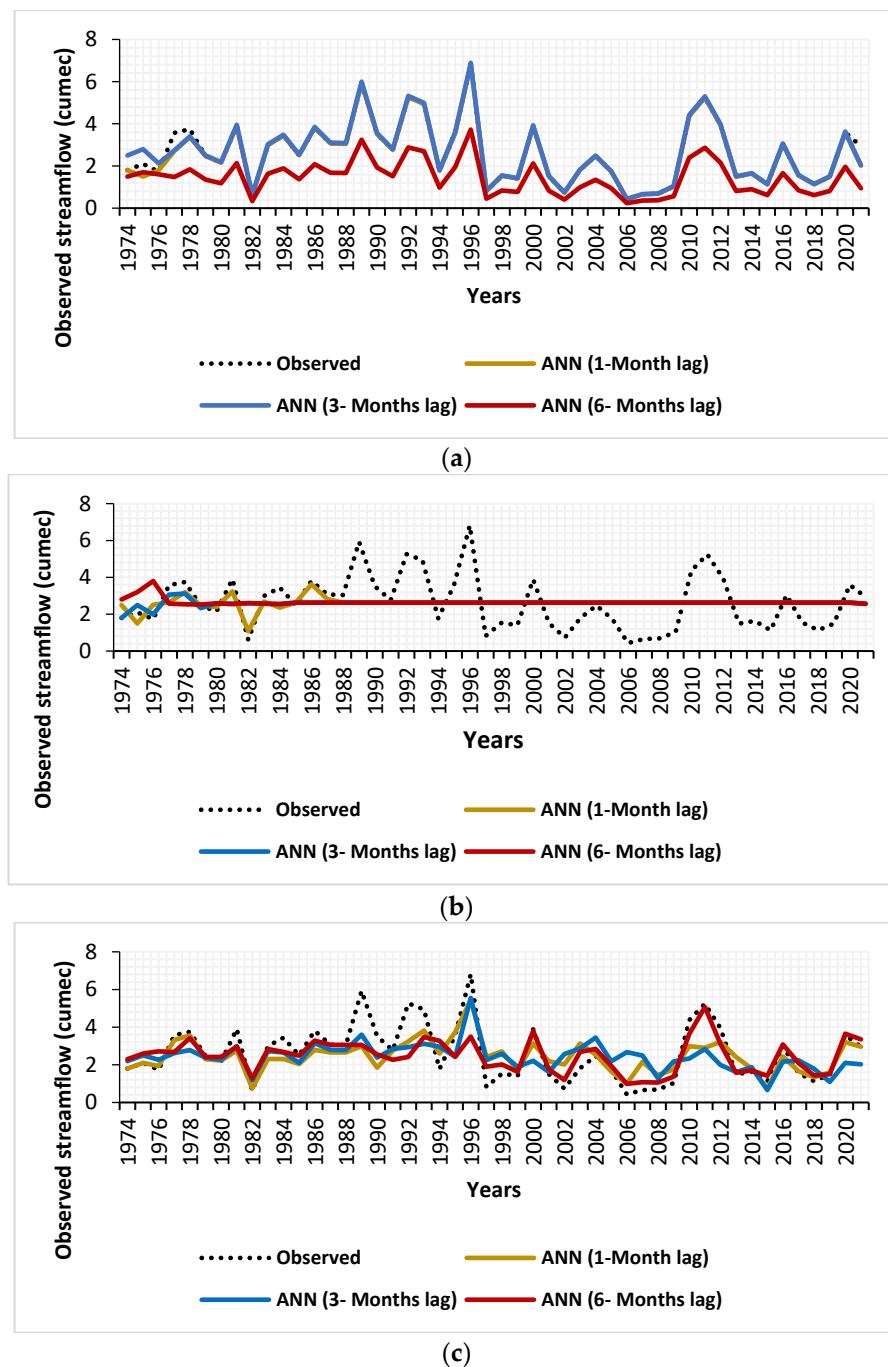 Observed streamflow (cumec)
8
6
4
2
0
1974 1976 1978 1980 1982 1984 1986 1988 1990 1992 1994 1996 1998 2000 2002 2004 2006 2008 2010 2012 2014 2016 2018 2020
Years
Observed ANN (1-Month lag)
ANN (3- Months lag) ANN (6- Months lag)
(a)
Observed streamflow (cumec)
8
6
4
2
0
1974 1976 1978 1980 1982 1984 1986 1988 1990 1992 1994 1996 1998 2000 2002 2004 2006 2008 2010 2012 2014 2016 2018 2020
Years
Observed ANN (1-Month lag)
ANN (3- Months lag) ANN (6- Months lag)
(b)
Observed streamflow (cumec)
8
6
4
2
0
1974 1976 1978 1980 1982 1984 1986 1988 1990 1992 1994 1996 1998 2000 2002 2004 2006 2008 2010 2012 2014 2016 2018 2020
Years
Observed ANN (1-Month lag)
ANN (3- Months lag) ANN (6- Months lag)
(c)